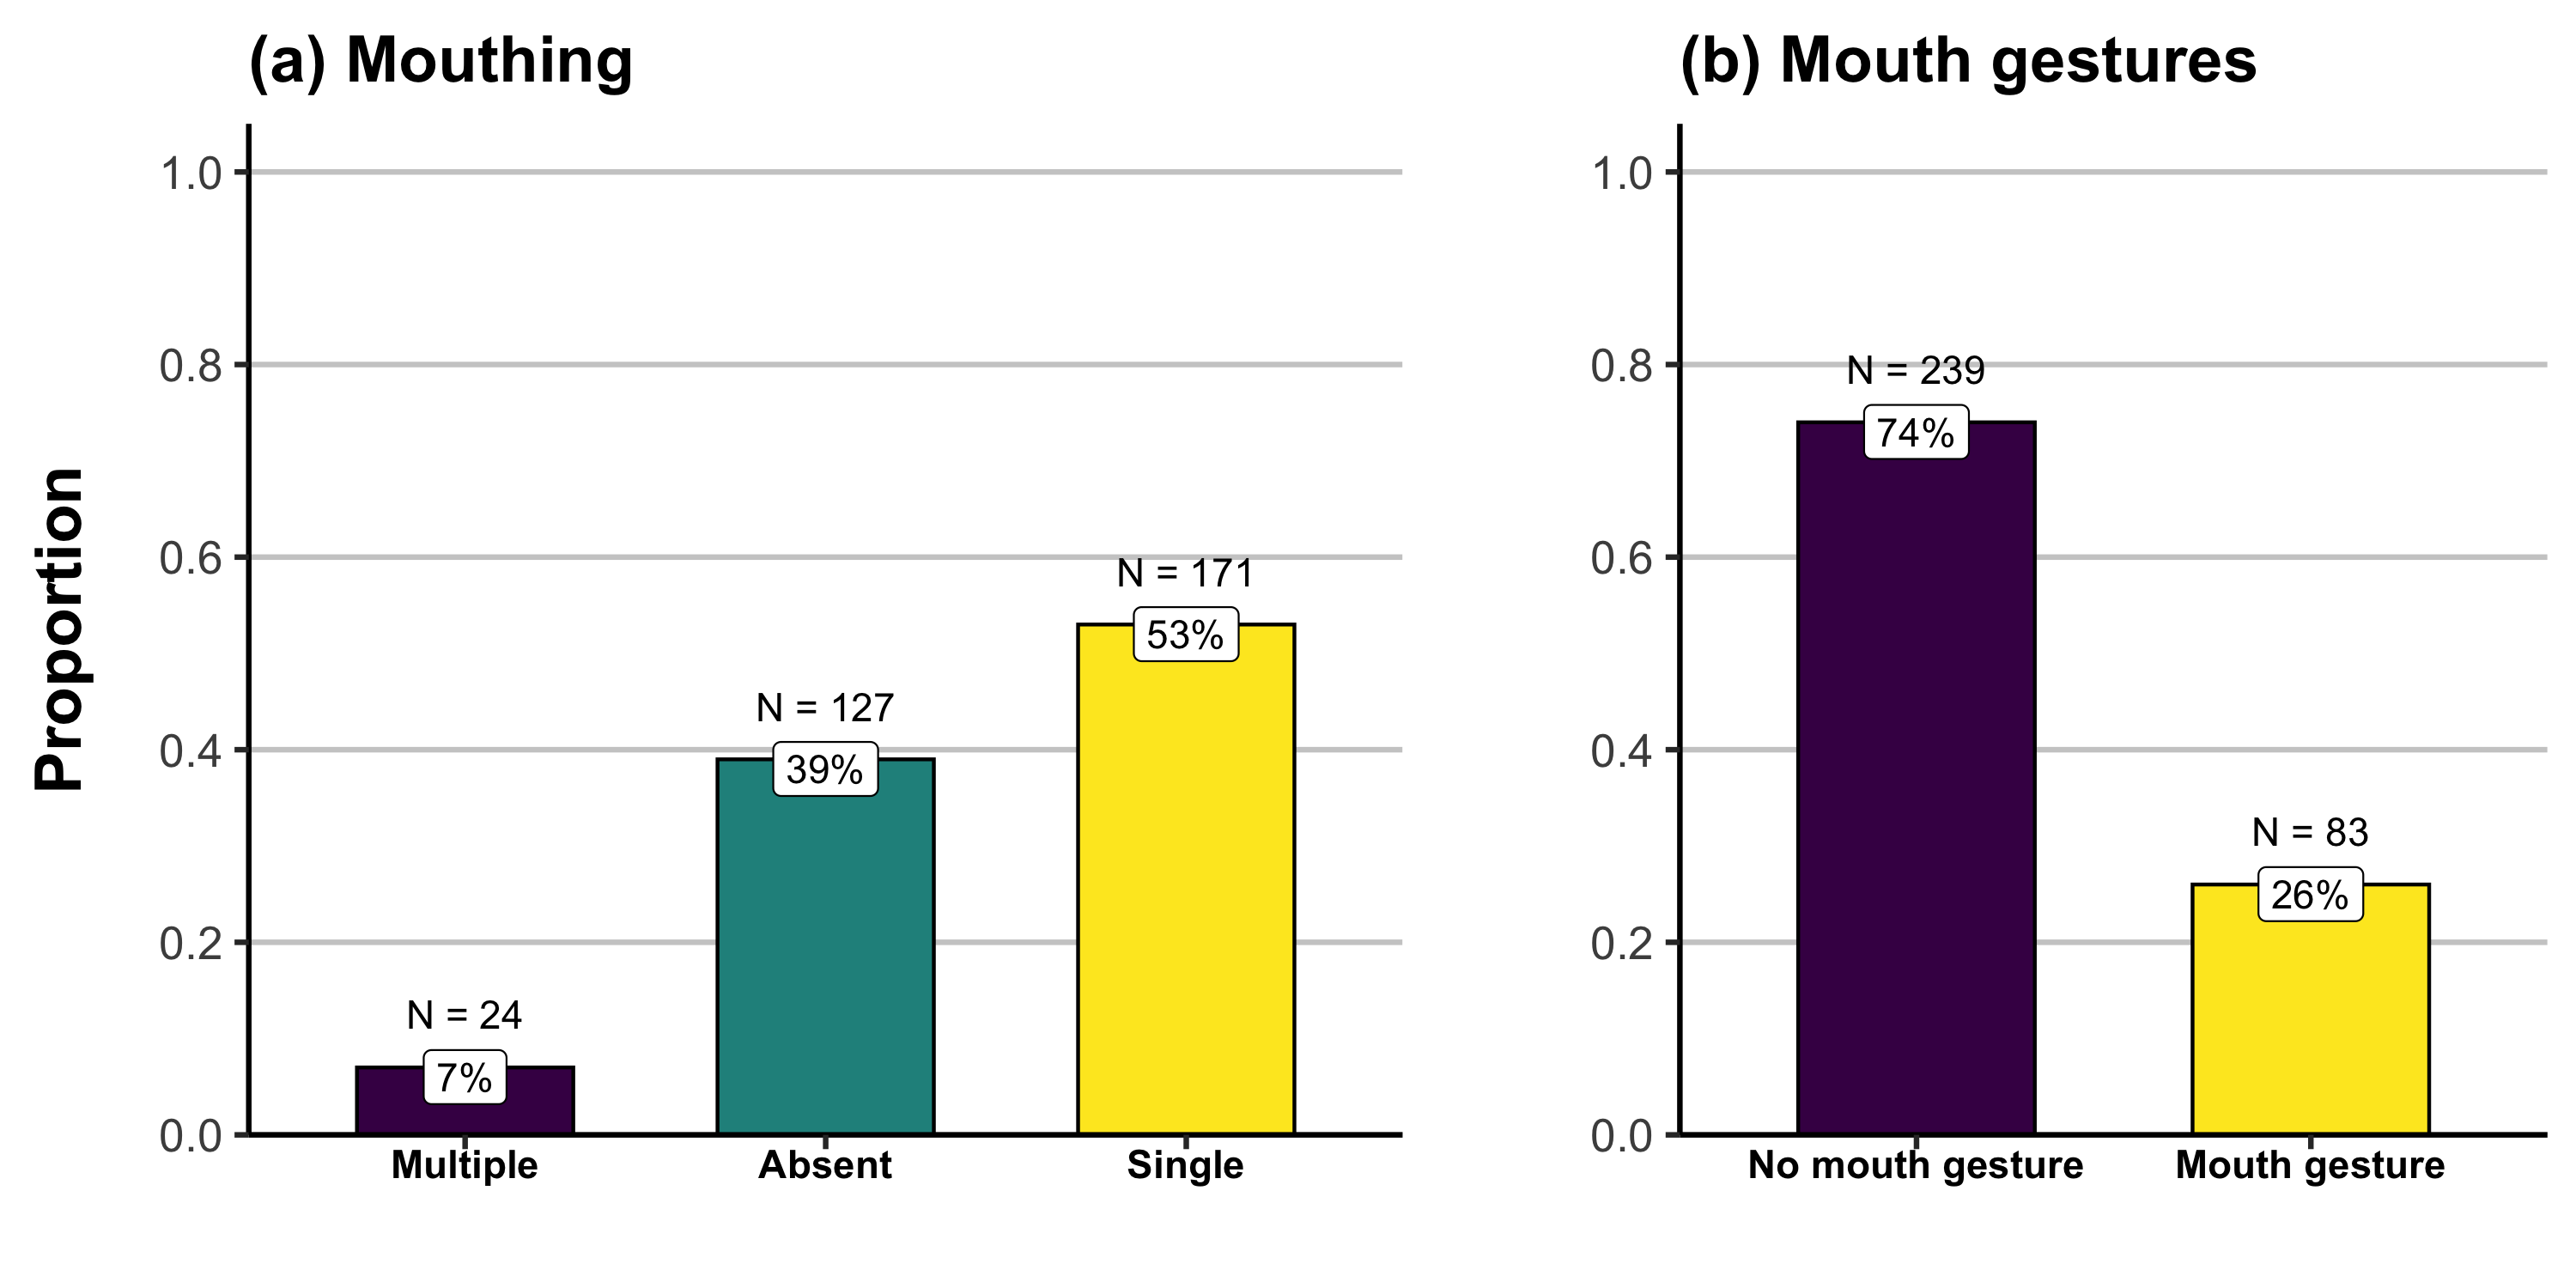 (a) Mouthing
Proportion
1.0
0.8
0.6
0.4
0.2
0.0
N = 24
7%
N = 127
39%
N = 171
53%
Multiple
Absent
Single
(b) Mouth gestures
1.0
0.8
0.6
0.4
0.2
0.0
N = 239
74%
N = 83
26%
No mouth gesture
Mouth gesture